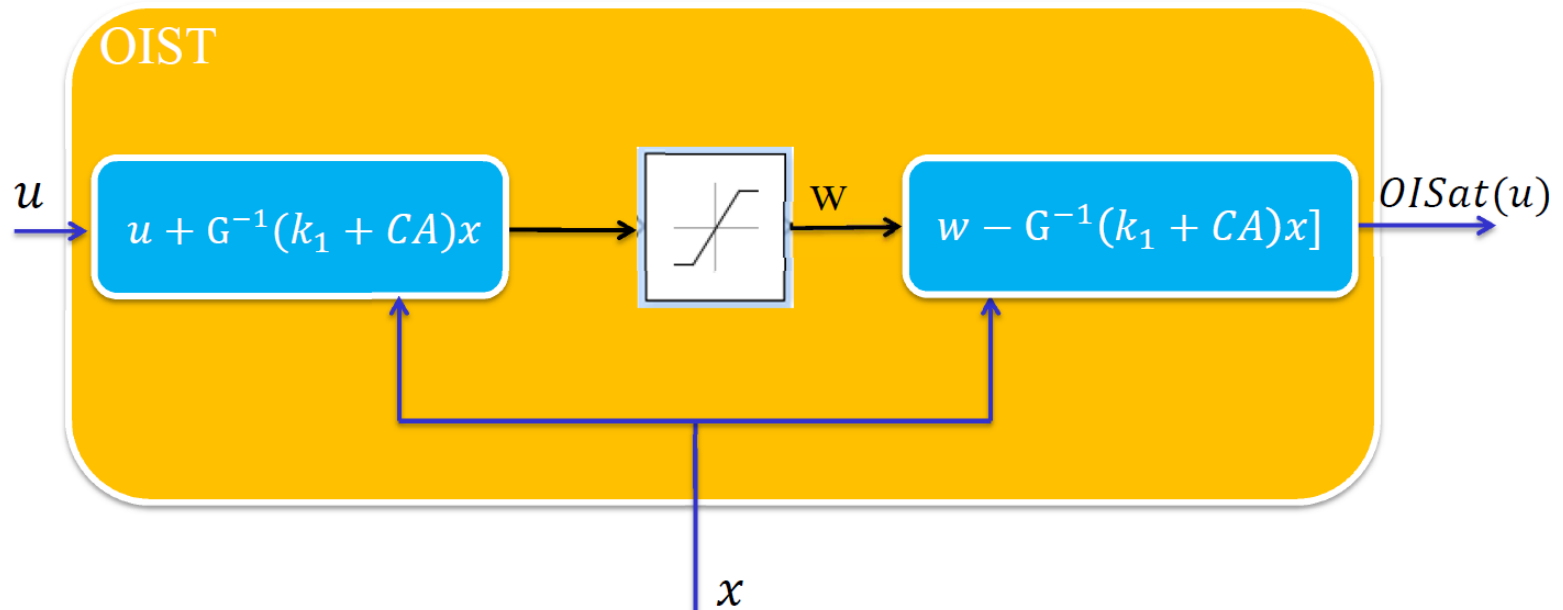 OIST
u
u + G⁻¹(k₁ + CA)x
w
w − G⁻¹(k₁ + CA)x]
OISat(u)
x